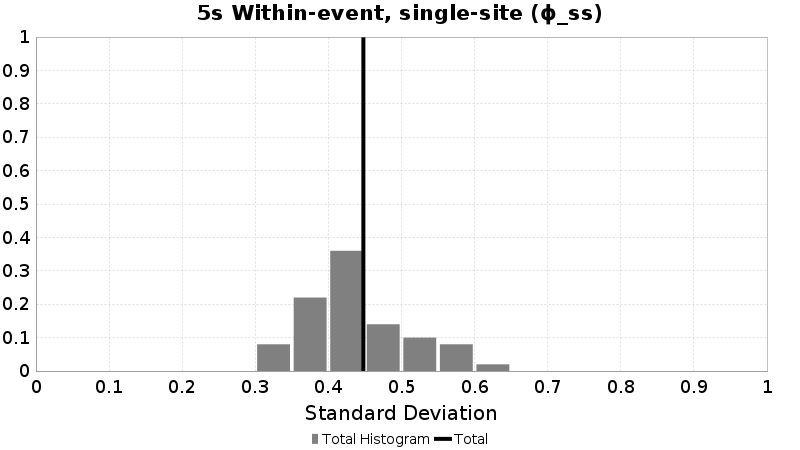 5s Within-event, single-site (ϕ_ss)
1
0.9
0.8
0.7
0.6
0.5
0.4
0.3
0.2
0.1
0
0 0.1 0.2 0.3 0.4 0.5 0.6 0.7 0.8 0.9 1
Standard Deviation
Total Histogram Total